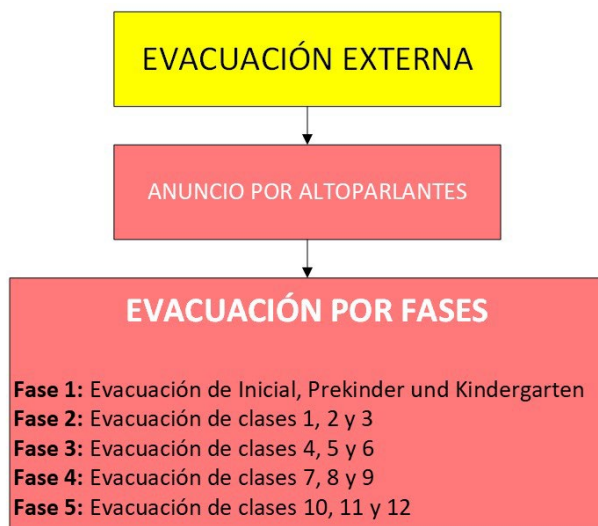 EVACUACIÓN EXTERNA
ANUNCIO POR ALTOPARLANTES
EVACUACIÓN POR FASES
Fase 1: Evacuación de Inicial, Prekinder und Kindergarten
Fase 2: Evacuación de clases 1, 2 y 3
Fase 3: Evacuación de clases 4, 5 y 6
Fase 4: Evacuación de clases 7, 8 y 9
Fase 5: Evacuación de clases 10, 11 y 12